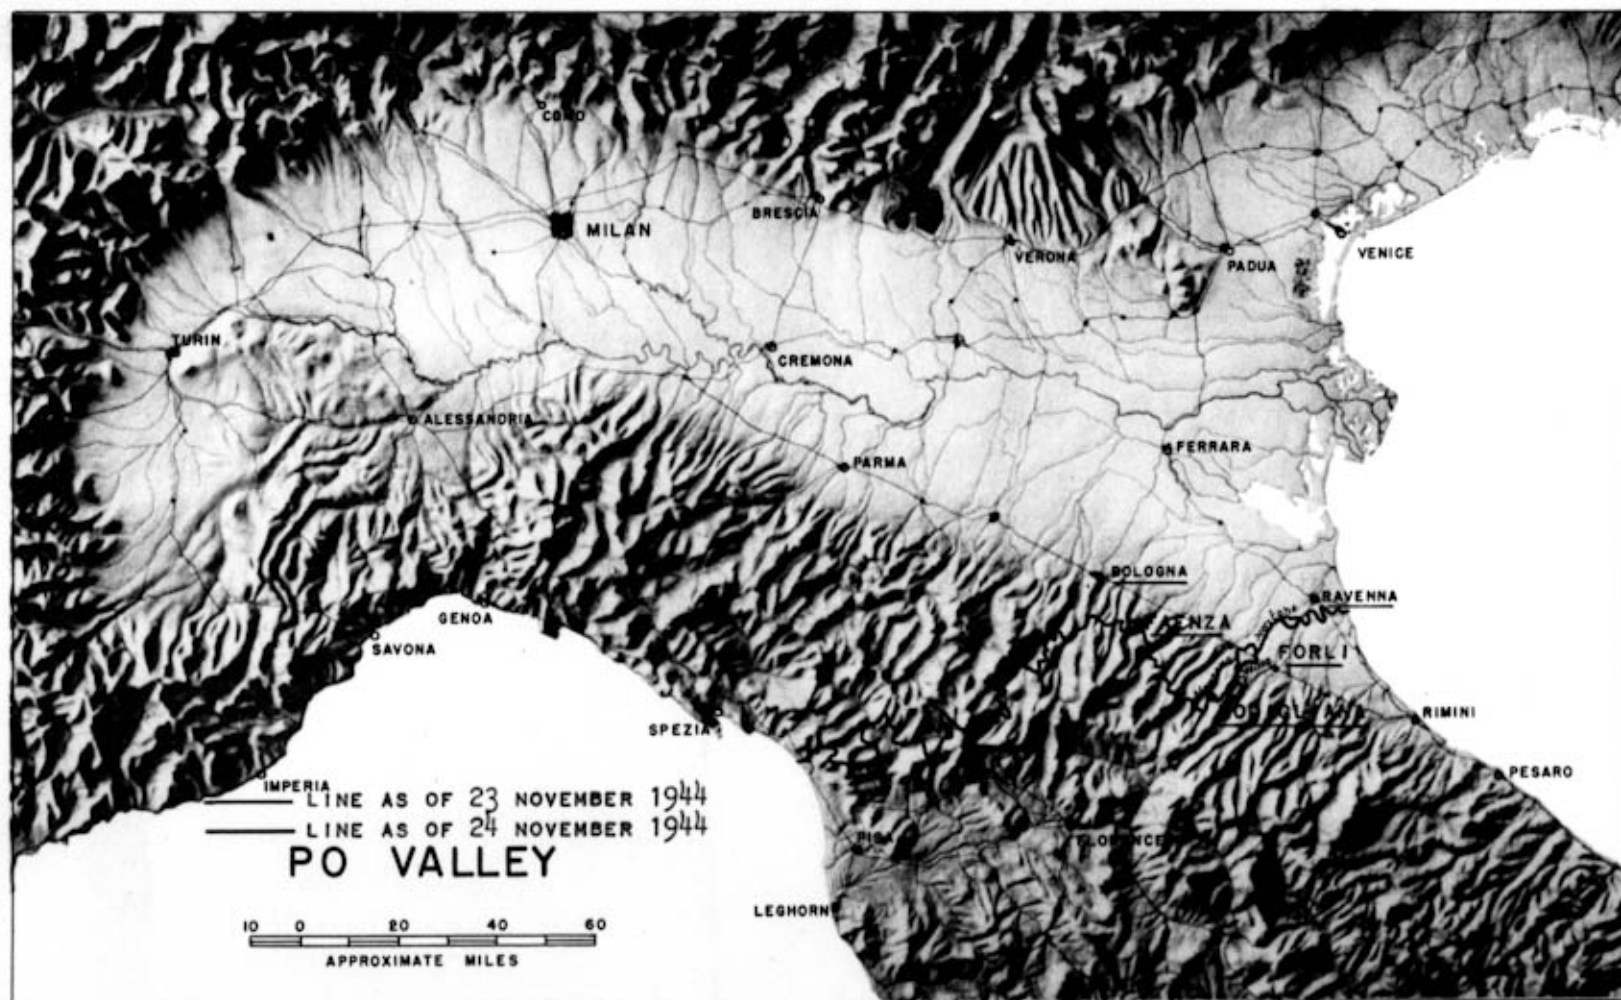 COMO
MILAN
BRESCIA
VERONA
PADUA
VENICE
TURIN
CREMONA
ALESSANDRIA
FERRARA
PARMA
BOLOGNA
RAVENNA
GENOA
FAENZA
SAVONA
FORLI
SPEZIA
RIMINI
IMPERIA
PESARO
LINE AS OF 23 NOVEMBER 1944
LINE AS OF 24 NOVEMBER 1944
PISA
FLORENCE
PO VALLEY
LEGHORN
10 0 20 40 60
APPROXIMATE MILES